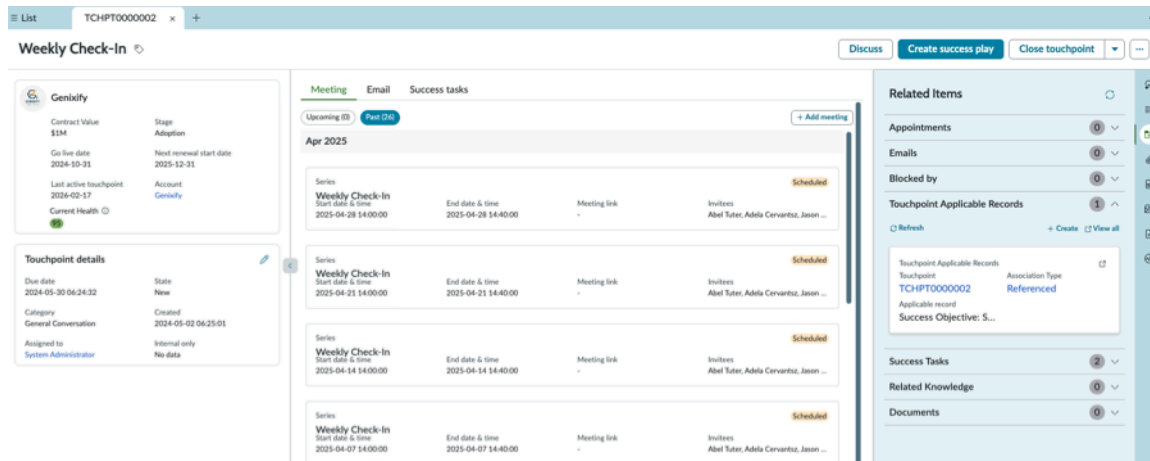 List
TCHPT0000002 × +
Weekly Check-In
Discuss
Create success play
Close touchpoint
Genixify
Contract Value
$1M
Stage
Adoption
Go live date
2024-10-31
Next renewal start date
2025-12-31
Last active touchpoint
2026-02-17
Account
Genixify
Current Health
95
Touchpoint details
Due date
2024-05-30 06:24:32
State
New
Category
General Conversation
Created
2024-05-02 06:25:01
Assigned to
System Administrator
Internal only
No data
Meeting Email Success tasks
Upcoming (0) Past (26)
+ Add meeting
Apr 2025
Series
Scheduled
Weekly Check-In
Start date & time End date & time Meeting link Invitees
2025-04-28 14:00:00 2025-04-28 14:40:00 - Abel Tuter, Adela Cervantsz, Jason ...
Series
Scheduled
Weekly Check-In
Start date & time End date & time Meeting link Invitees
2025-04-21 14:00:00 2025-04-21 14:40:00 - Abel Tuter, Adela Cervantsz, Jason ...
Series
Scheduled
Weekly Check-In
Start date & time End date & time Meeting link Invitees
2025-04-14 14:00:00 2025-04-14 14:40:00 - Abel Tuter, Adela Cervantsz, Jason ...
Series
Scheduled
Weekly Check-In
Start date & time End date & time Meeting link Invitees
2025-04-07 14:00:00 2025-04-07 14:40:00 - Abel Tuter, Adela Cervantsz, Jason ...
Related Items
Appointments 0
Emails 0
Blocked by 0
Touchpoint Applicable Records 1
Refresh + Create View all
Touchpoint Applicable Records
Touchpoint Association Type
TCHPT0000002 Referenced
Applicable record
Success Objective: S...
Success Tasks 2
Related Knowledge 0
Documents 0